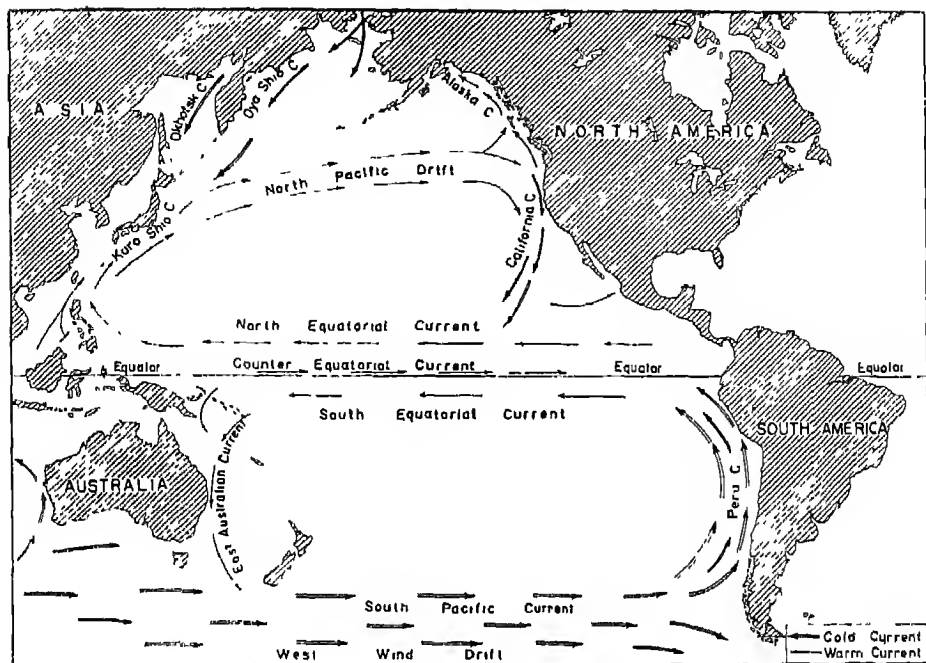 Okhotsk C
Oya Shio C
Alaska C
ASIA
NORTH AMERICA
North Pacific Drift
Kuro Shio C
California C
North Equatorial Current
Equator Counter Equatorial Current Equator Equator
South Equatorial Current
SOUTH AMERICA
East Australian Current
AUSTRALIA
Peru C
South Pacific Current
West Wind Drift
Cold Current
Warm Current